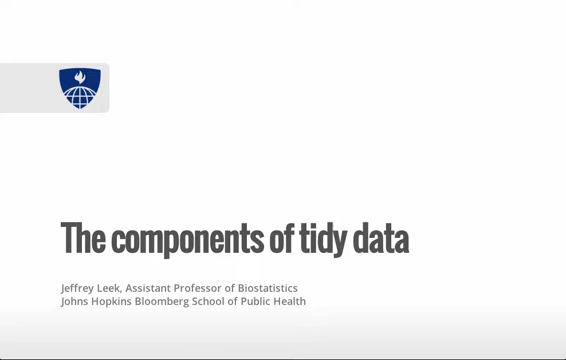 The components of tidy data
Jeffrey Leek, Assistant Professor of Biostatistics
Johns Hopkins Bloomberg School of Public Health